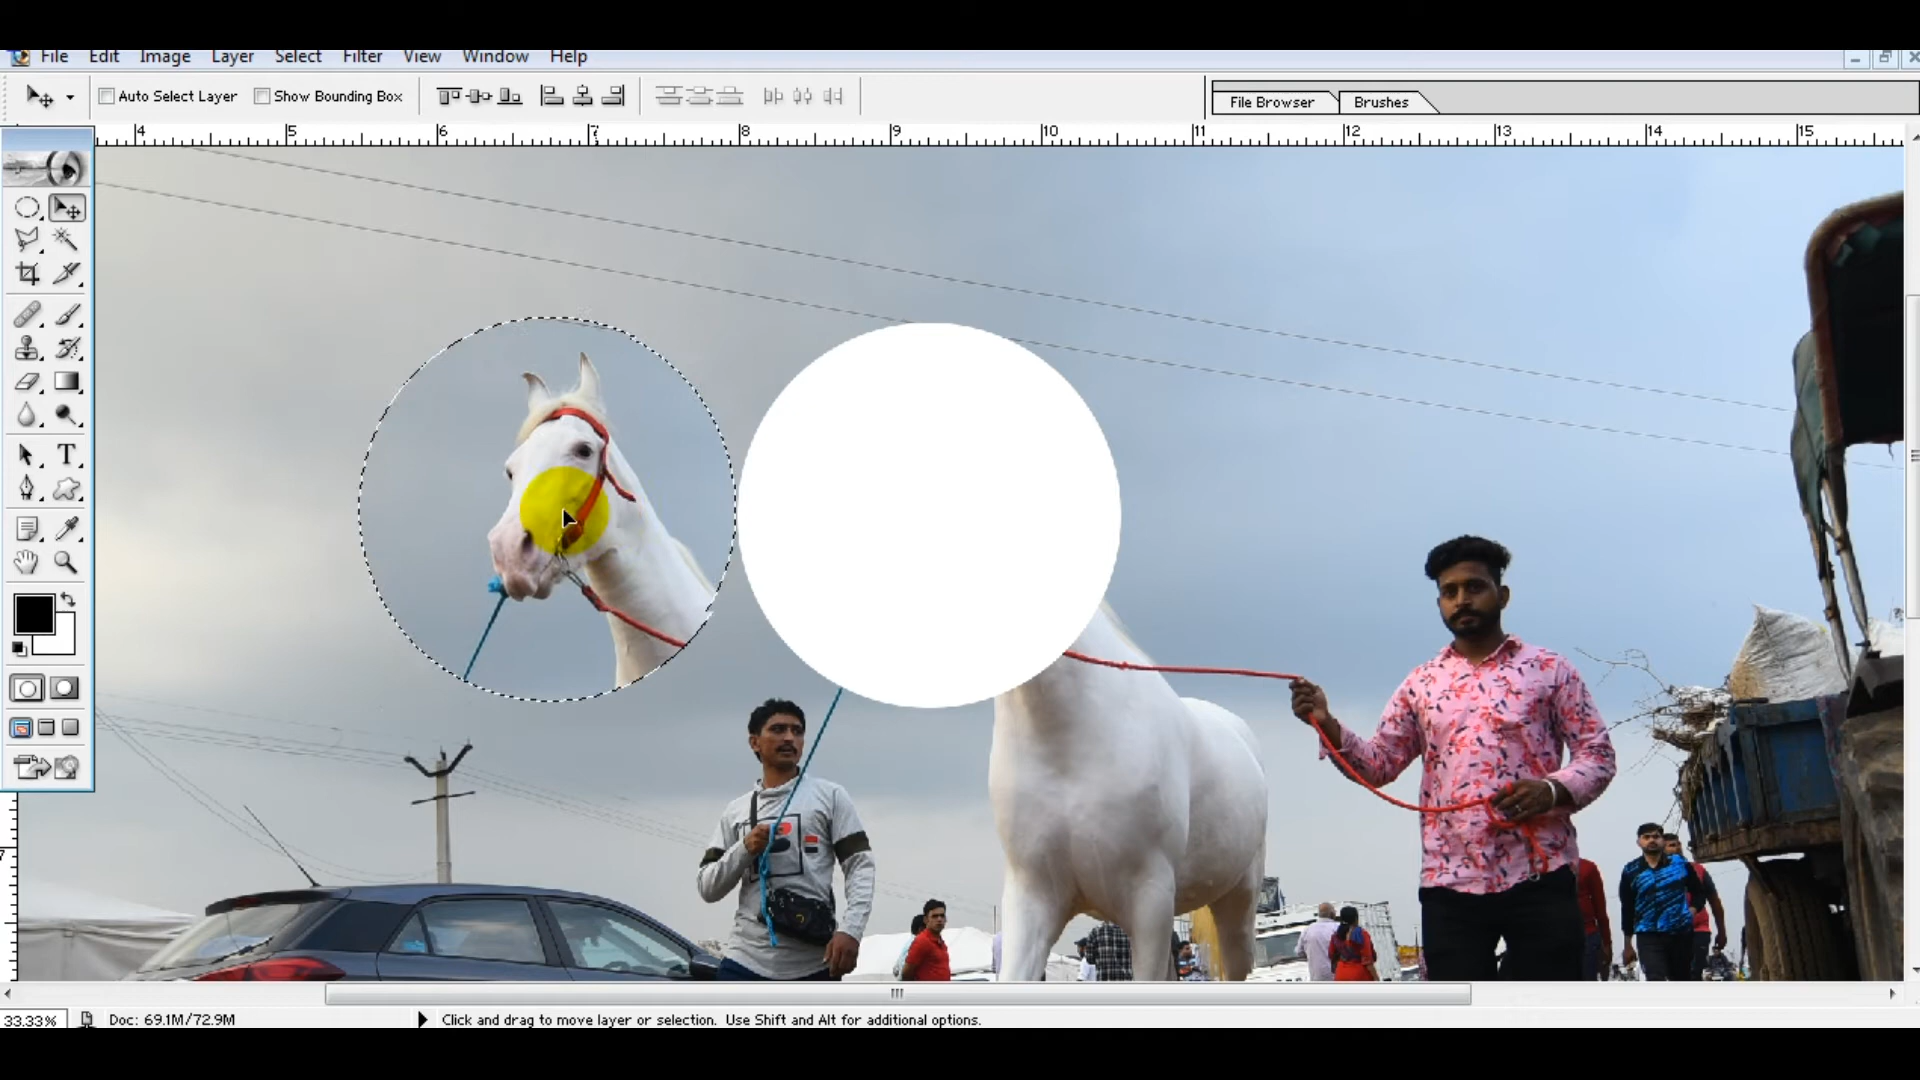 File Edit Image Layer Select Filter View Window Help
Auto Select Layer Show Bounding Box File Browser Brushes
4 5 6 7 8 9 10 11 12 13 14 15
T
7
33.33% Doc: 69.1M/72.9M Click and drag to move layer or selection. Use Shift and Alt for additional options.